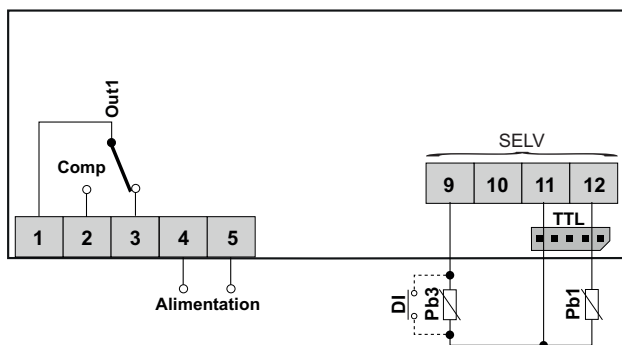 Out1
SELV
Comp
9 10 11 12
TTL
1 2 3 4 5
Alimentation
DI
Pb3
Pb1